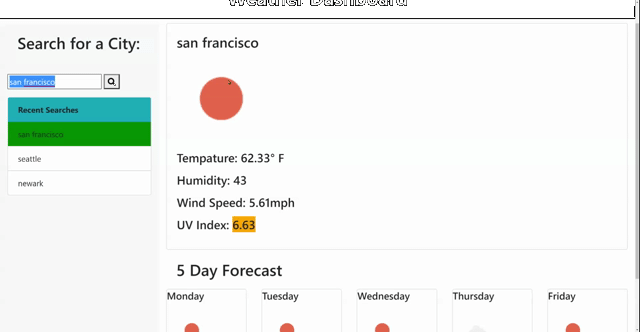 Weather Dashboard
Search for a City:
san francisco
Recent Searches
san francisco
seattle
newark
san francisco
Tempature: 62.33° F
Humidity: 43
Wind Speed: 5.61mph
UV Index: 6.63
5 Day Forecast
Monday Tuesday Wednesday Thursday Friday